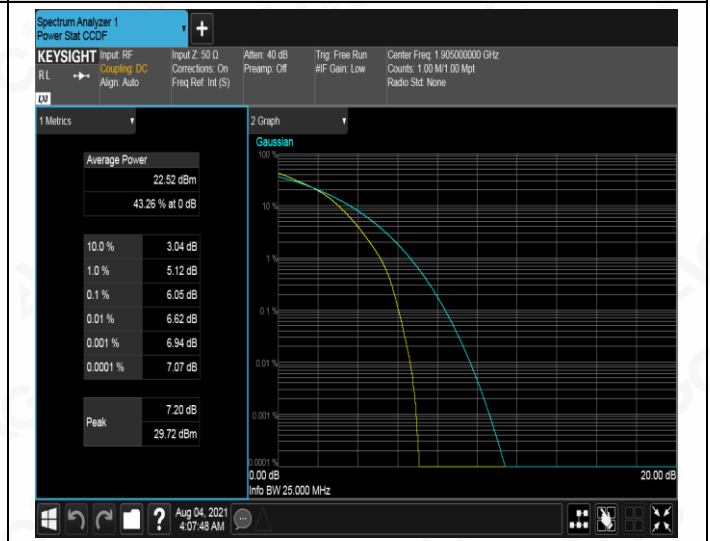 Spectrum Analyzer 1
Power Stat CCDF
+
KEYSIGHT
RL
LXI
Input: RF
Coupling: DC
Align: Auto
Input Z: 50 Ω
Corrections: On
Freq Ref: Int (S)
Atten: 40 dB
Preamp: Off
Trig: Free Run
#IF Gain: Low
Center Freq: 1.905000000 GHz
Counts: 1.00 M/1.00 Mpt
Radio Std: None
1 Metrics
Average Power
22.52 dBm
43.26 % at 0 dB
10.0 % 3.04 dB
1.0 % 5.12 dB
0.1 % 6.05 dB
0.01 % 6.62 dB
0.001 % 6.94 dB
0.0001 % 7.07 dB
Peak
7.20 dB
29.72 dBm
2 Graph
Gaussian
100 %
10 %
1 %
0.1 %
0.01 %
0.001 %
0.0001 %
0.00 dB
20.00 dB
Info BW 25.000 MHz
?
Aug 04, 2021
4:07:48 AM